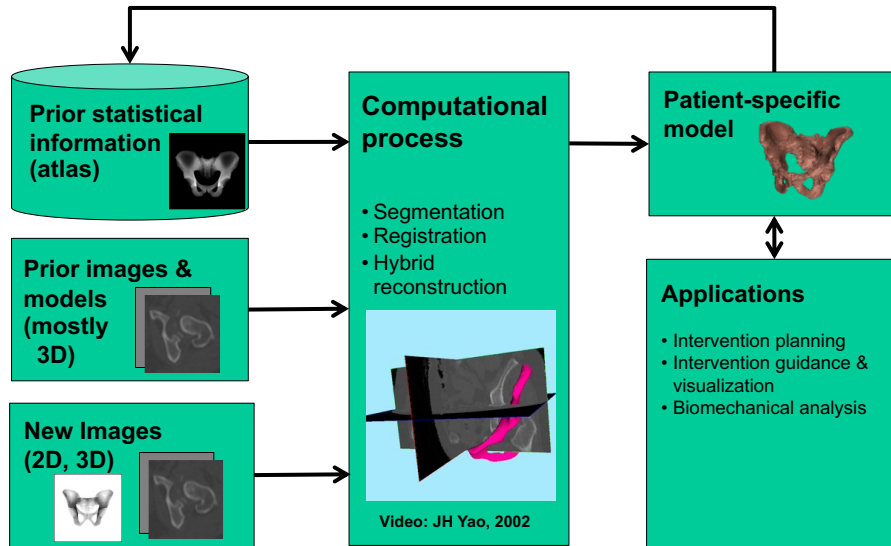 Prior statistical
information
(atlas)
Prior images &
models
(mostly
3D)
New Images
(2D, 3D)
Computational
process
• Segmentation
• Registration
• Hybrid
reconstruction
Video: JH Yao, 2002
Patient-specific
model
Applications
• Intervention planning
• Intervention guidance &
visualization
• Biomechanical analysis